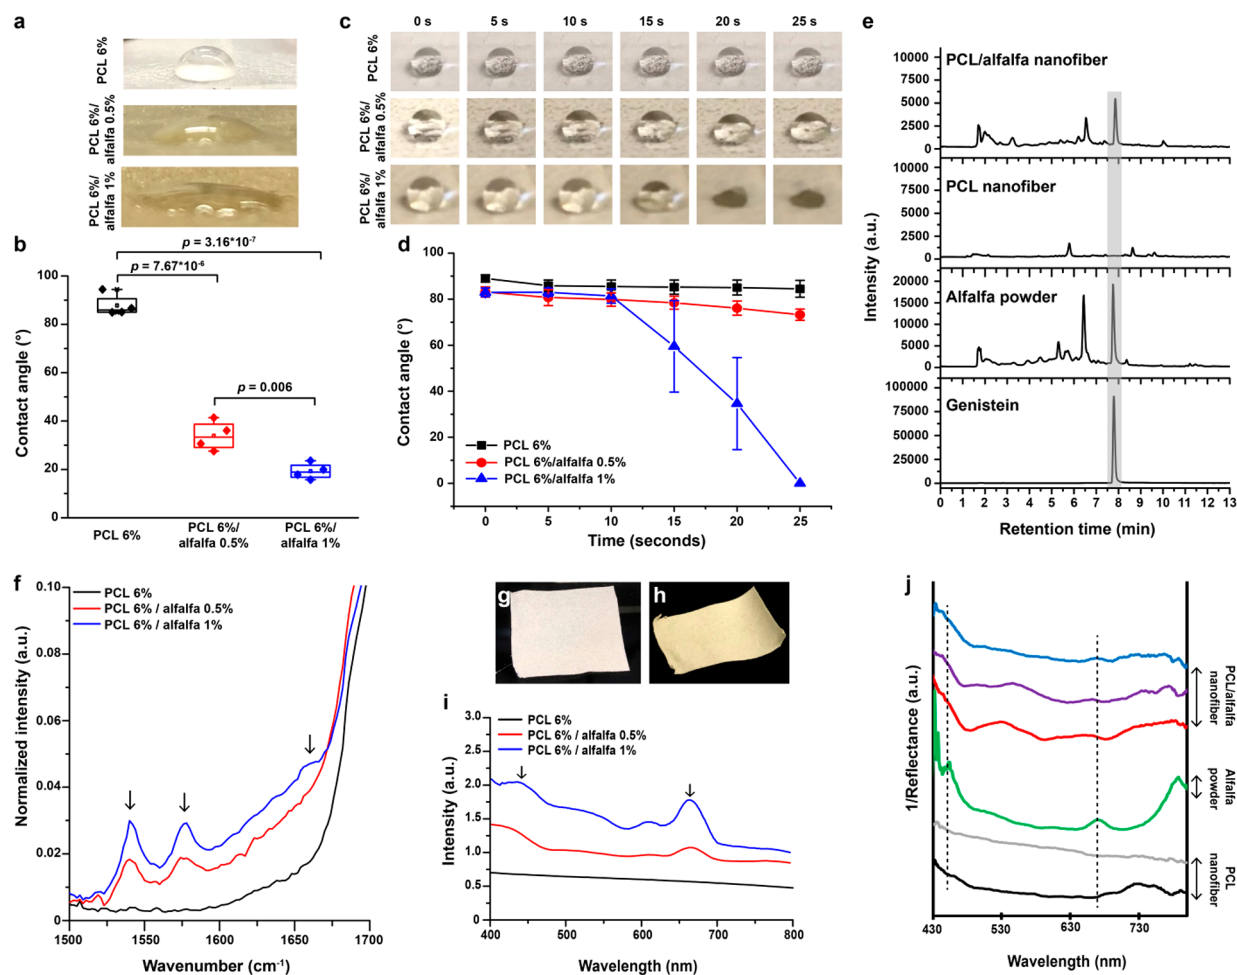 a
PCL 6%
PCL 6%/
alfalfa 0.5%
PCL 6%/
alfalfa 1%
b
p = 3.16*10-7
p = 7.67*10-6
p = 0.006
Contact angle (°)
100
80
60
40
20
0
PCL 6%
PCL 6%/
alfalfa 0.5%
PCL 6%/
alfalfa 1%
c
0 s 5 s 10 s 15 s 20 s 25 s
PCL 6%
PCL 6%/
alfalfa 0.5%
PCL 6%/
alfalfa 1%
d
Contact angle (°)
100
80
60
40
20
0
PCL 6%
PCL 6%/alfalfa 0.5%
PCL 6%/alfalfa 1%
0 5 10 15 20 25
Time (seconds)
e
Intensity (a.u.)
PCL/alfalfa nanofiber
10000
7500
5000
2500
0
PCL nanofiber
10000
7500
5000
2500
0
Alfalfa powder
20000
15000
10000
5000
0
Genistein
100000
75000
50000
25000
0
0 1 2 3 4 5 6 7 8 9 10 11 12 13
Retention time (min)
f
Normalized intensity (a.u.)
0.10
0.08
0.06
0.04
0.02
0
PCL 6%
PCL 6% / alfalfa 0.5%
PCL 6% / alfalfa 1%
1500 1550 1600 1650 1700
Wavenumber (cm-1)
g
h
i
Intensity (a.u.)
3.0
2.5
2.0
1.5
1.0
0.5
0
PCL 6%
PCL 6% / alfalfa 0.5%
PCL 6% / alfalfa 1%
400 500 600 700 800
Wavelength (nm)
j
1/Reflectance (a.u.)
PCL/alfalfa
nanofiber
Alfalfa
powder
PCL
nanofiber
430 530 630 730
Wavelength (nm)